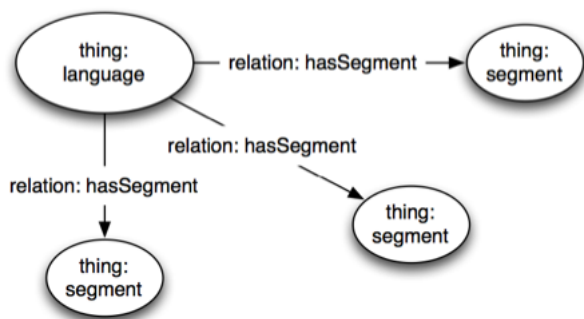 thing:
language
relation: hasSegment
thing:
segment
relation: hasSegment
relation: hasSegment
thing:
segment
thing:
segment